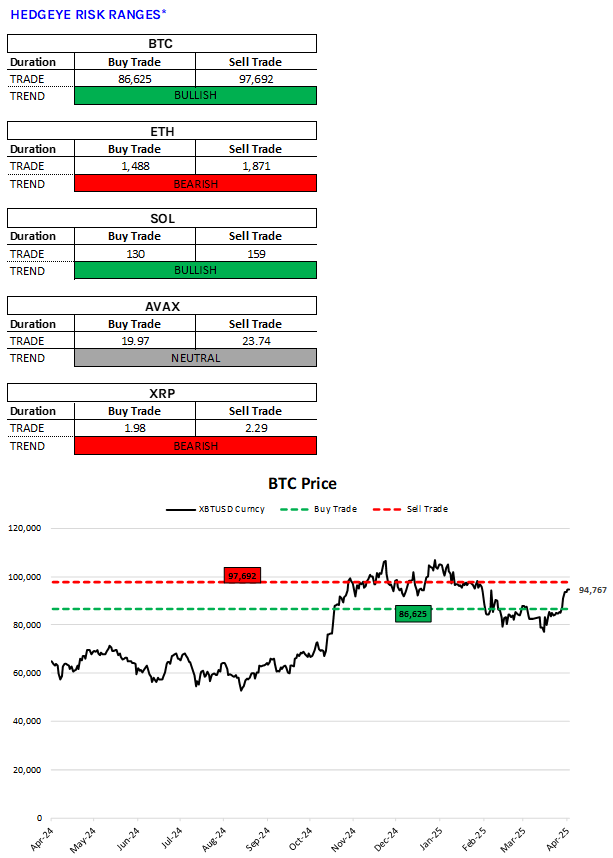 HEDGEYE RISK RANGES*
BTC
Duration Buy Trade Sell Trade
TRADE 86,625 97,692
TREND BULLISH
ETH
Duration Buy Trade Sell Trade
TRADE 1,488 1,871
TREND BEARISH
SOL
Duration Buy Trade Sell Trade
TRADE 130 159
TREND BULLISH
AVAX
Duration Buy Trade Sell Trade
TRADE 19.97 23.74
TREND NEUTRAL
XRP
Duration Buy Trade Sell Trade
TRADE 1.98 2.29
TREND BEARISH
BTC Price
XBTUSD Curncy Buy Trade Sell Trade
120,000
100,000
97,692
94,767
86,625
80,000
60,000
40,000
20,000
0
Apr-24 May-24 Jun-24 Jul-24 Aug-24 Sep-24 Oct-24 Nov-24 Dec-24 Jan-25 Feb-25 Mar-25 Apr-25